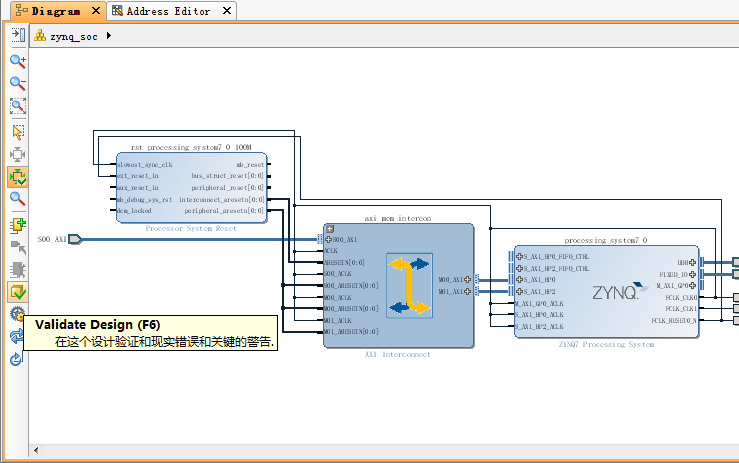 Diagram
Address Editor
zynq_soc
rst_processing_system7_0_100M
slowest_sync_clk
mb_reset
ext_reset_in
bus_struct_reset[0:0]
aux_reset_in
peripheral_reset[0:0]
mb_debug_sys_rst
interconnect_aresetn[0:0]
dcm_locked
peripheral_aresetn[0:0]
Processor System Reset
S00_AXI
axi_mem_intercon
S00_AXI
ACLK
ARESETN[0:0]
S00_ACLK
S00_ARESETN[0:0]
M00_ACLK
M00_ARESETN[0:0]
M01_ACLK
M01_ARESETN[0:0]
M00_AXI
M01_AXI
AXI Interconnect
processing_system7_0
S_AXI_HP0_FIFO_CTRL
S_AXI_HP2_FIFO_CTRL
S_AXI_HP0
S_AXI_HP2
M_AXI_GP0_ACLK
S_AXI_HP0_ACLK
S_AXI_HP2_ACLK
ZYNQ
DDR
FIXED_IO
M_AXI_GP0
FCLK_CLK0
FCLK_CLK1
FCLK_RESET0_N
ZYNQ7 Processing System
Validate Design (F6)
在这个设计验证和现实错误和关键的警告.